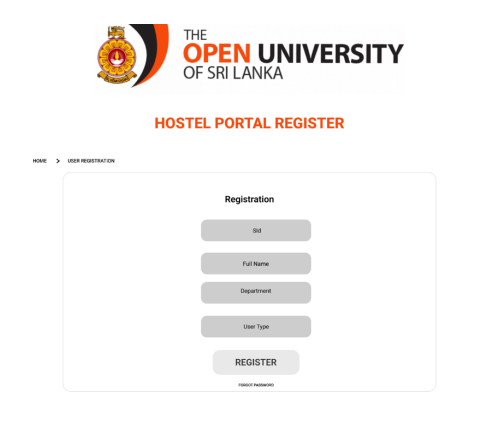 THE
OPEN UNIVERSITY
OF SRI LANKA
HOSTEL PORTAL REGISTER
HOME > USER REGISTRATION
Registration
SId
Full Name
Department
User Type
REGISTER
FORGOT PASSWORD